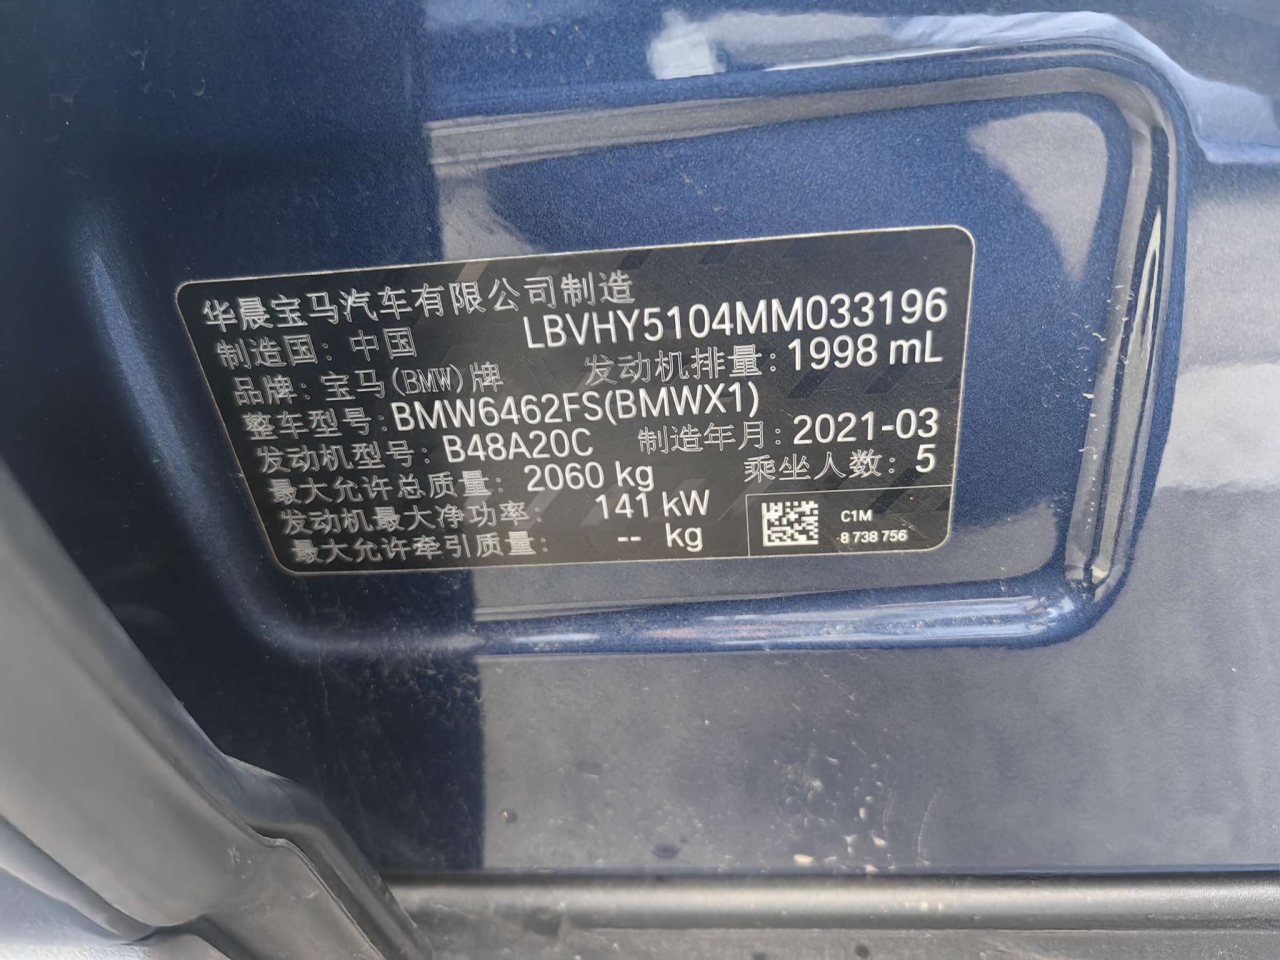 华晨宝马汽车有限公司制造
制造国: 中国 LBVHY5104MM033196
品牌: 宝马(BMW)牌 发动机排量: 1998 mL
整车型号: BMW6462FS(BMWX1)
发动机型号: B48A20C 制造年月: 2021-03
最大允许总质量: 2060 kg 乘坐人数: 5
发动机最大净功率: 141 kW
最大允许牵引质量: -- kg
C1M
8 738 756